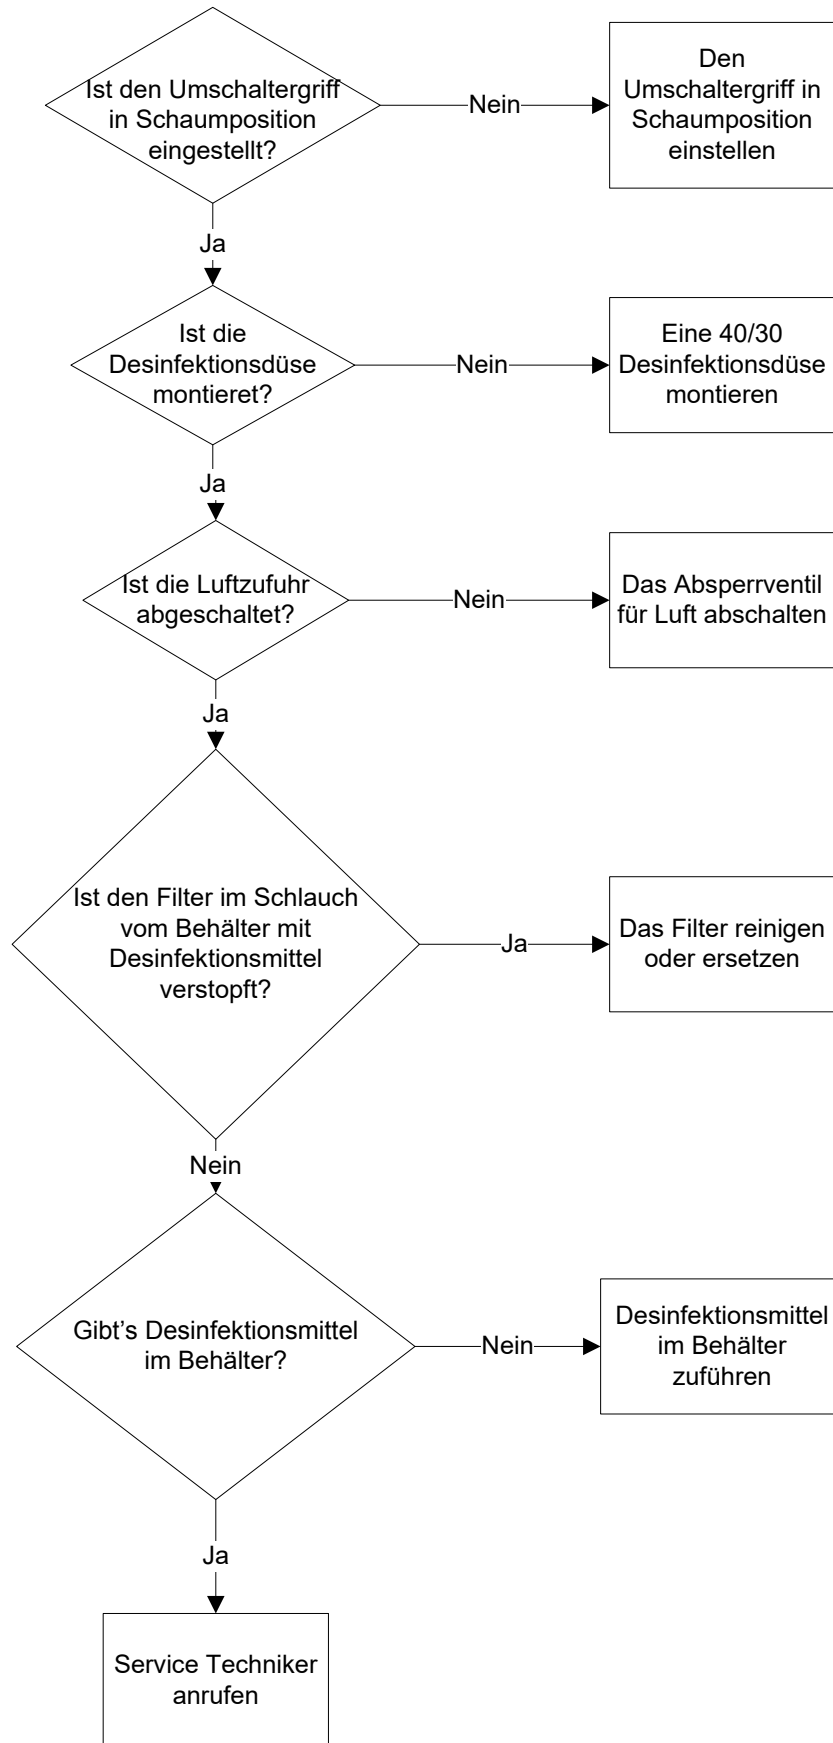 Ist den Umschaltergriff
in Schaumposition
eingestellt?
Nein
Den
Umschaltergriff in
Schaumposition
einstellen
Ja
Ist die
Desinfektionsdüse
montieret?
Nein
Eine 40/30
Desinfektionsdüse
montieren
Ja
Ist die Luftzufuhr
abgeschaltet?
Nein
Das Absperrventil
für Luft abschalten
Ja
Ist den Filter im Schlauch
vom Behälter mit
Desinfektionsmittel
verstopft?
Ja
Das Filter reinigen
oder ersetzen
Nein
Gibt’s Desinfektionsmittel
im Behälter?
Nein
Desinfektionsmittel
im Behälter
zuführen
Ja
Service Techniker
anrufen